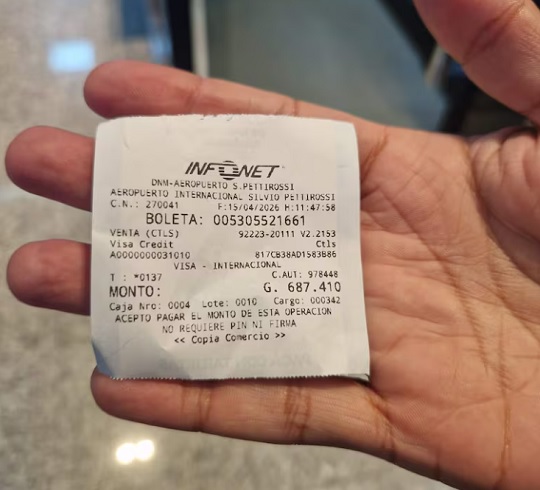 INFONET
DNM-AEROPUERTO S.PETTIROSSI
AEROPUERTO INTERNACIONAL SILVIO PETTIROSSI
C.N.: 270041 F:15/04/2026 H:11:47:58
BOLETA: 005305521661
VENTA (CTLS) 92223-20111 V2.2153
Visa Credit Ctls
A0000000031010 817CB38AD1583B86
VISA - INTERNACIONAL
T : *0137 C.AUT: 978448
MONTO: G. 687.410
Caja Nro: 0004 Lote: 0010 Cargo: 000342
ACEPTO PAGAR EL MONTO DE ESTA OPERACION
NO REQUIERE PIN NI FIRMA
<< Copia Comercio >>